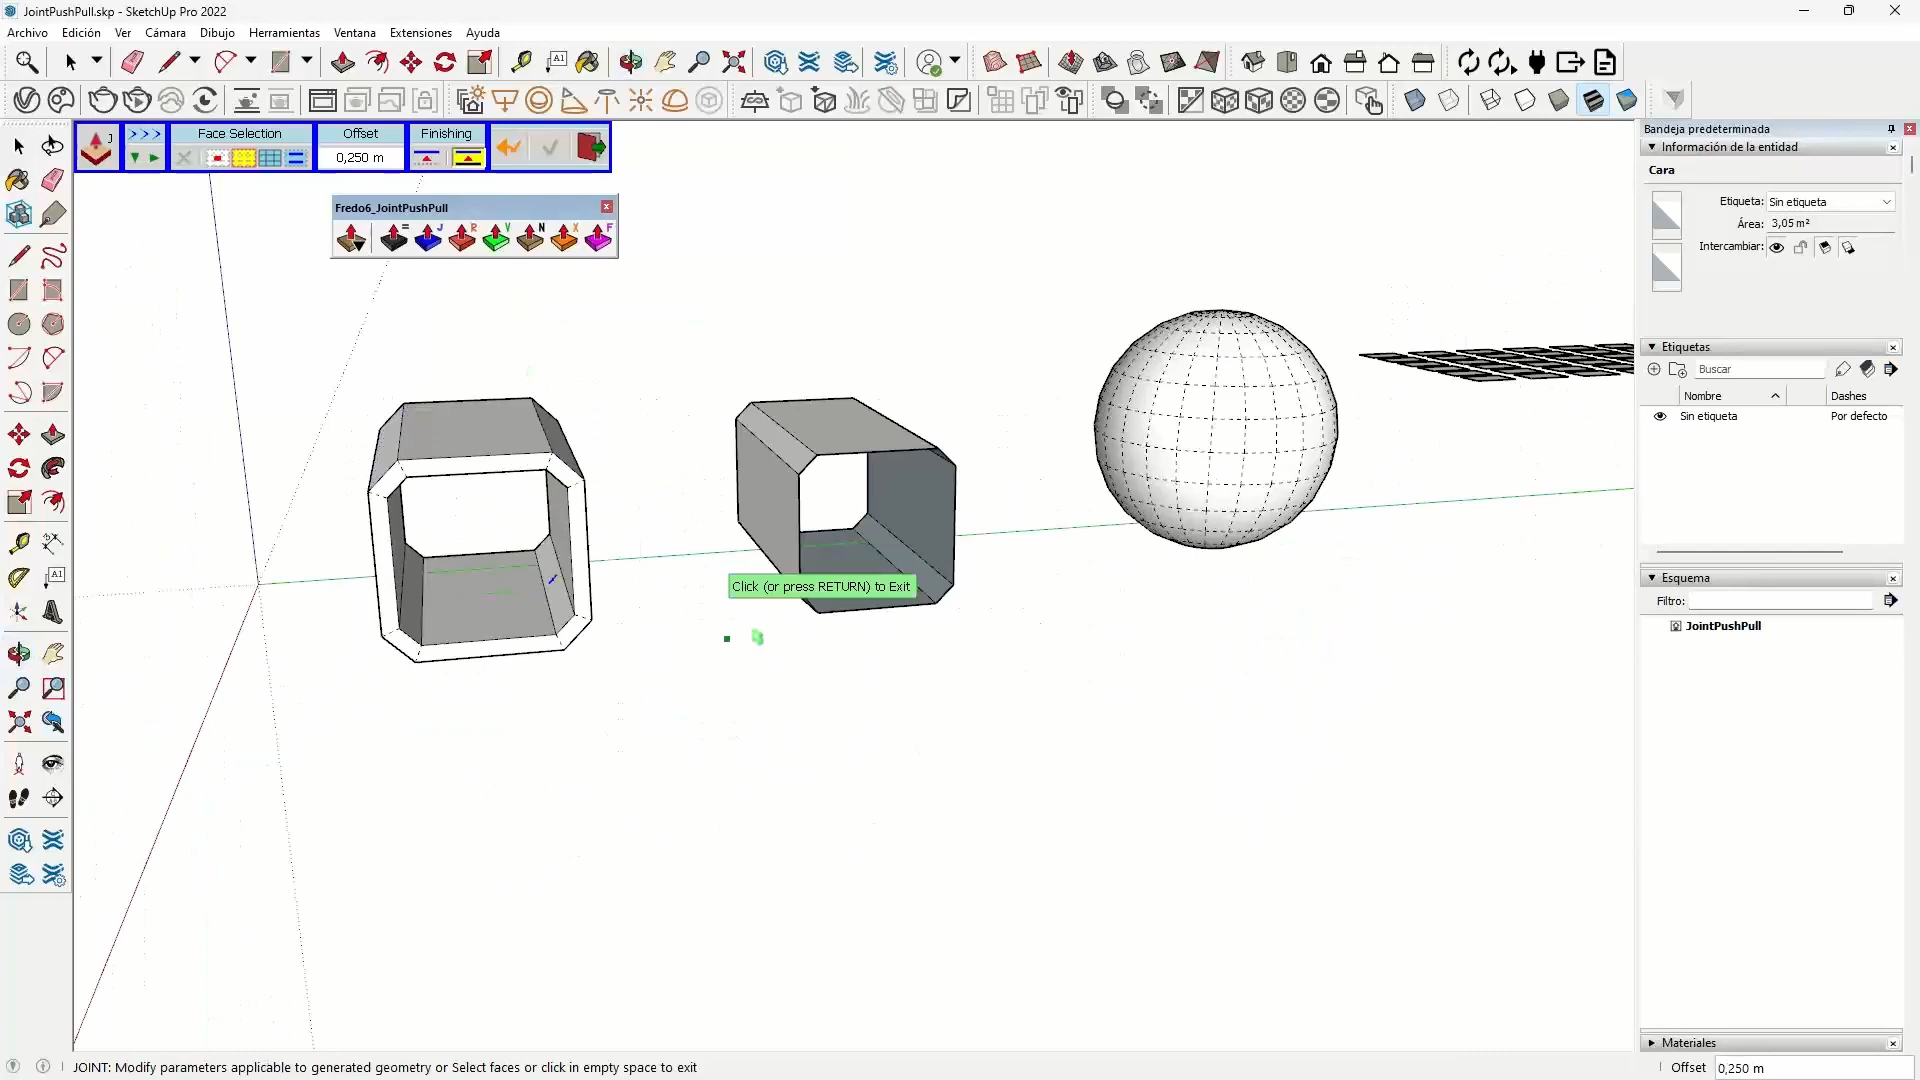 JointPushPull.skp - SketchUp Pro 2022
Archivo Edición Ver Cámara Dibujo Herramientas Ventana Extensiones Ayuda
A1
J >>> Face Selection Offset Finishing
0,250 m
Fredo6_JointPushPull
= J R V N X F
A1
Click (or press RETURN) to Exit
Bandeja predeterminada
Información de la entidad
Cara
Etiqueta: Sin etiqueta
Área: 3,05 m²
Intercambiar:
Etiquetas
Buscar
Nombre Dashes
Sin etiqueta Por defecto
Esquema
Filtro:
JointPushPull
Materiales
JOINT: Modify parameters applicable to generated geometry or Select faces or click in empty space to exit
Offset 0,250 m